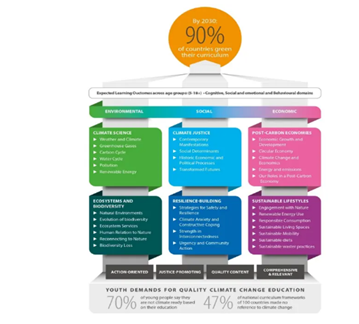 By 2030,
90%
of countries green
their curriculum
Expected Learning Outcomes across age groups (5-18+) - Cognitive, Social and emotional and Behavioural domains
ENVIRONMENTAL
SOCIAL
ECONOMIC
CLIMATE SCIENCE
Weather and Climate
Greenhouse Gases
Carbon Cycle
Water Cycle
Pollution
Renewable Energy
CLIMATE JUSTICE
Contemporary
Manifestations
Social Determinants
Historic Economic and
Political Processes
Transformed Futures
POST-CARBON ECONOMIES
Economic Growth and
Development
Circular Economy
Climate Change and
Economies
Energy and emissions
Our Roles in a Post-Carbon
Economy
ECOSYSTEMS AND
BIODIVERSITY
Natural Environments
Evolution of biodiversity
Ecosystem Services
Human Relation to Nature
Reconnecting to Nature
Biodiversity Loss
RESILIENCE-BUILDING
Strategies for Safety and
Resilience
Climate Anxiety and
Constructive Coping
Strength in
Interconnectedness
Urgency and Community
Action
SUSTAINABLE LIFESTYLES
Engagement with Nature
Renewable Energy Use
Responsible Consumption
Sustainable Living Spaces
Sustainable Mobility
Sustainable diets
Sustainable waste practices
ACTION-ORIENTED
JUSTICE PROMOTING
QUALITY CONTENT
COMPREHENSIVE
& RELEVANT
YOUTH DEMANDS FOR QUALITY CLIMATE CHANGE EDUCATION
70%
of young people say they
are not climate-ready based
on their education
47%
of national curriculum frameworks
of 100 countries made no
reference to climate change